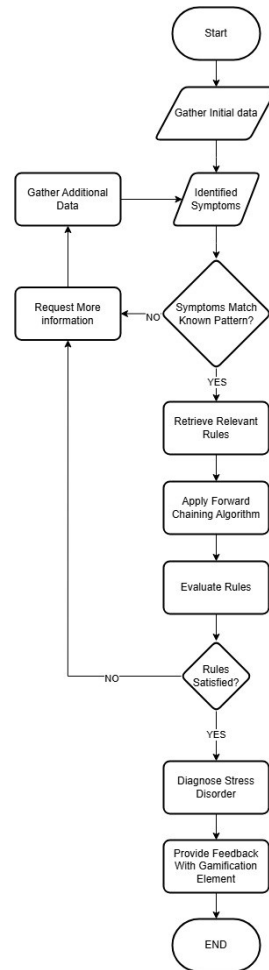 Start
Gather Initial data
Gather Additional
Data
Identified
Symptoms
Request More
information
NO
Symptoms Match
Known Pattern?
YES
Retrieve Relevant
Rules
Apply Forward
Chaining Algorithm
Evaluate Rules
NO
Rules
Satisfied?
YES
Diagnose Stress
Disorder
Provide Feedback
With Gamification
Element
END